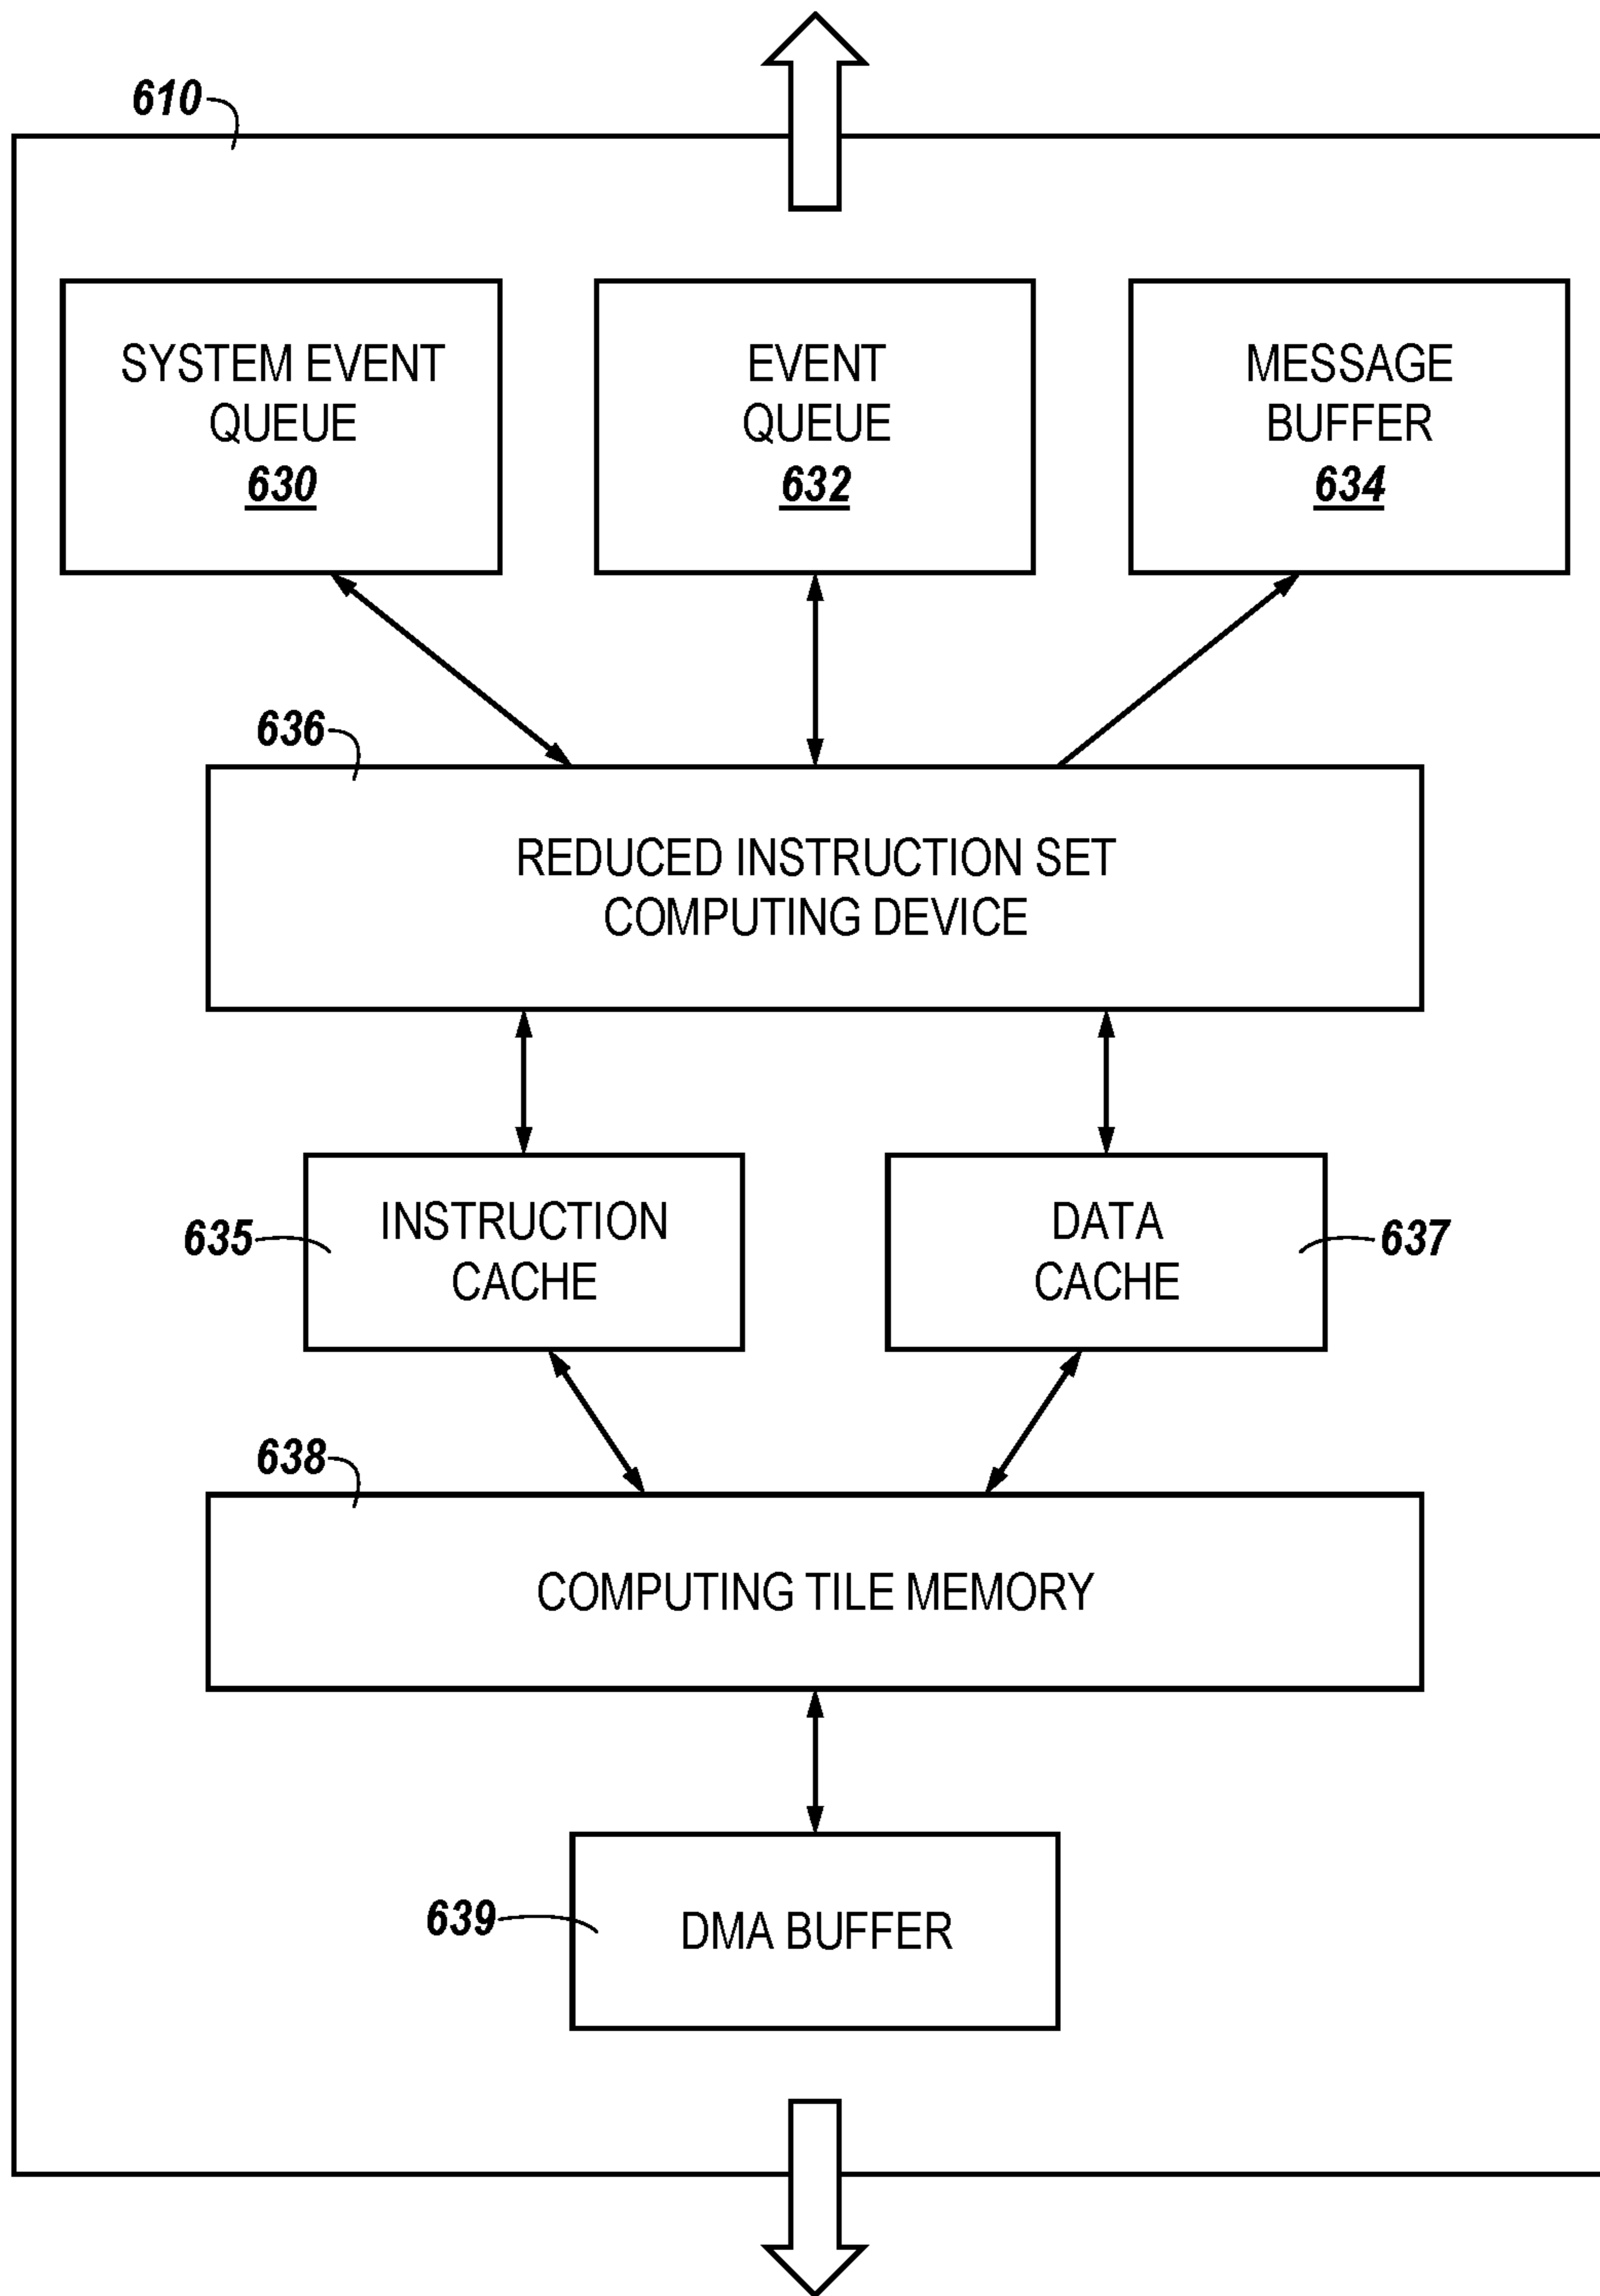 610
SYSTEM EVENT
QUEUE
630
EVENT
QUEUE
632
MESSAGE
BUFFER
634
636
REDUCED INSTRUCTION SET
COMPUTING DEVICE
635
INSTRUCTION
CACHE
DATA
CACHE
637
638
COMPUTING TILE MEMORY
639
DMA BUFFER